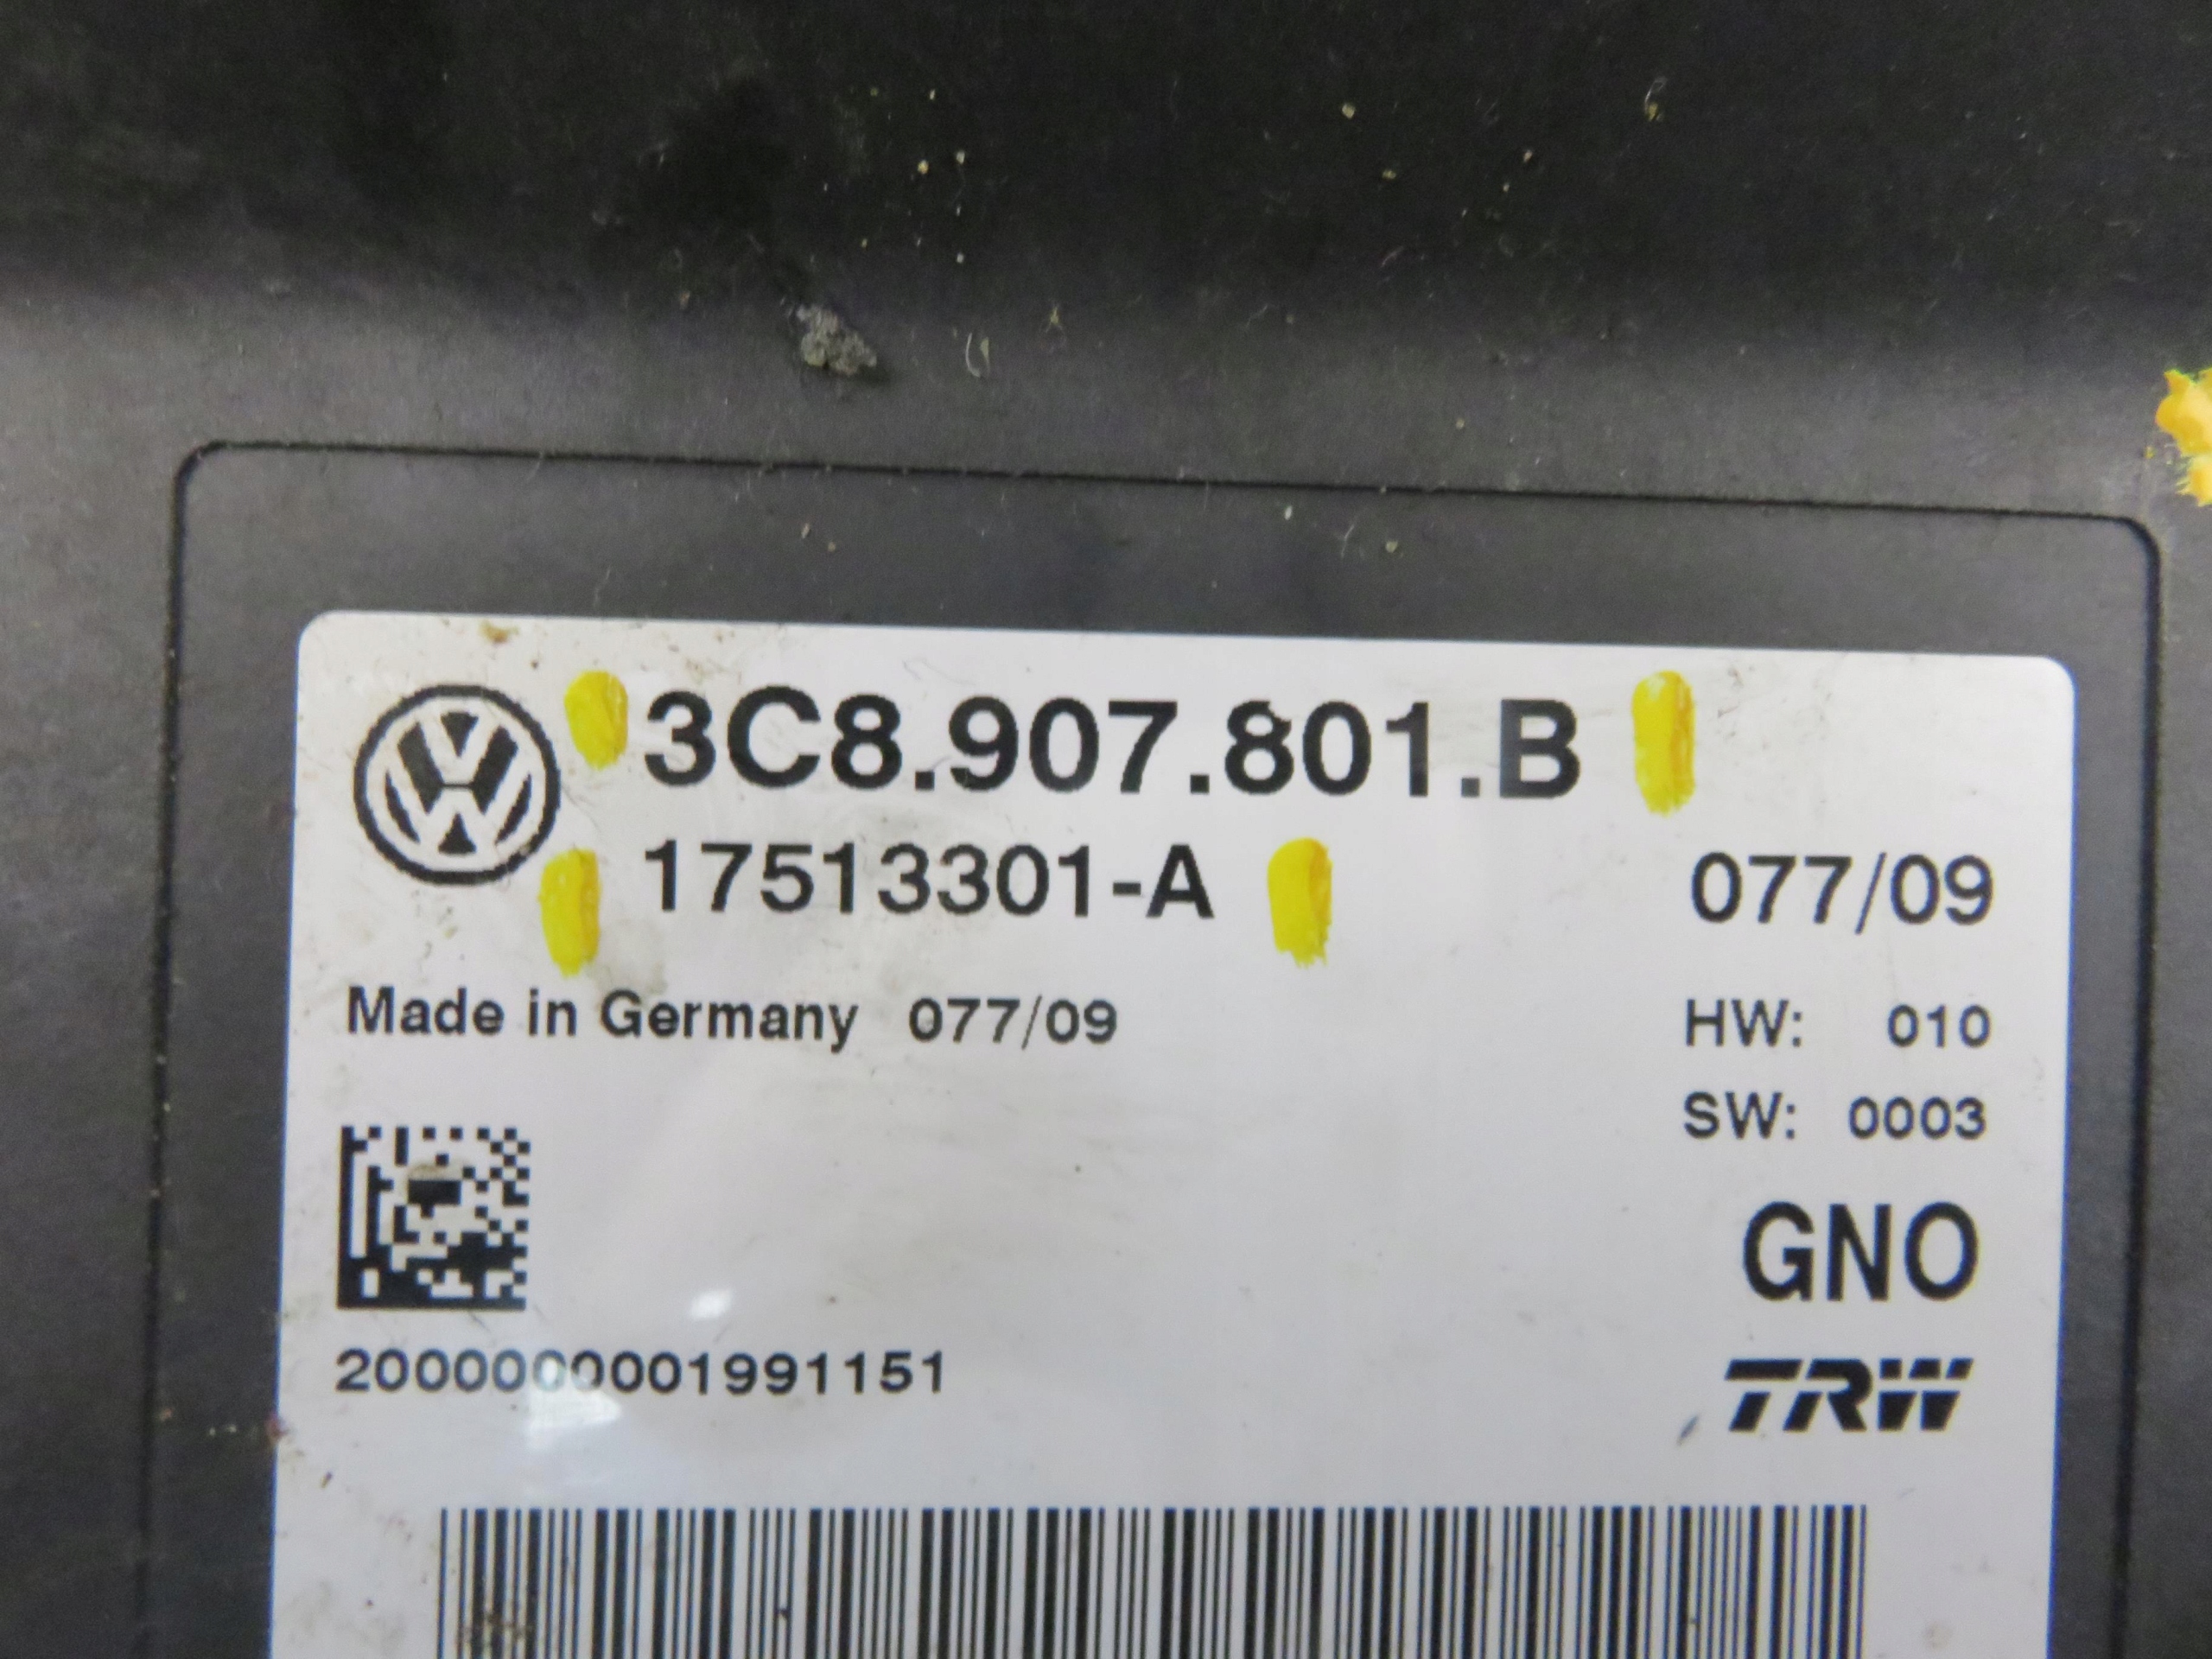 3C8.907.801.B
17513301-A 077/09
Made in Germany 077/09 HW: 010
SW: 0003
GNO
2000000001991151 TRW